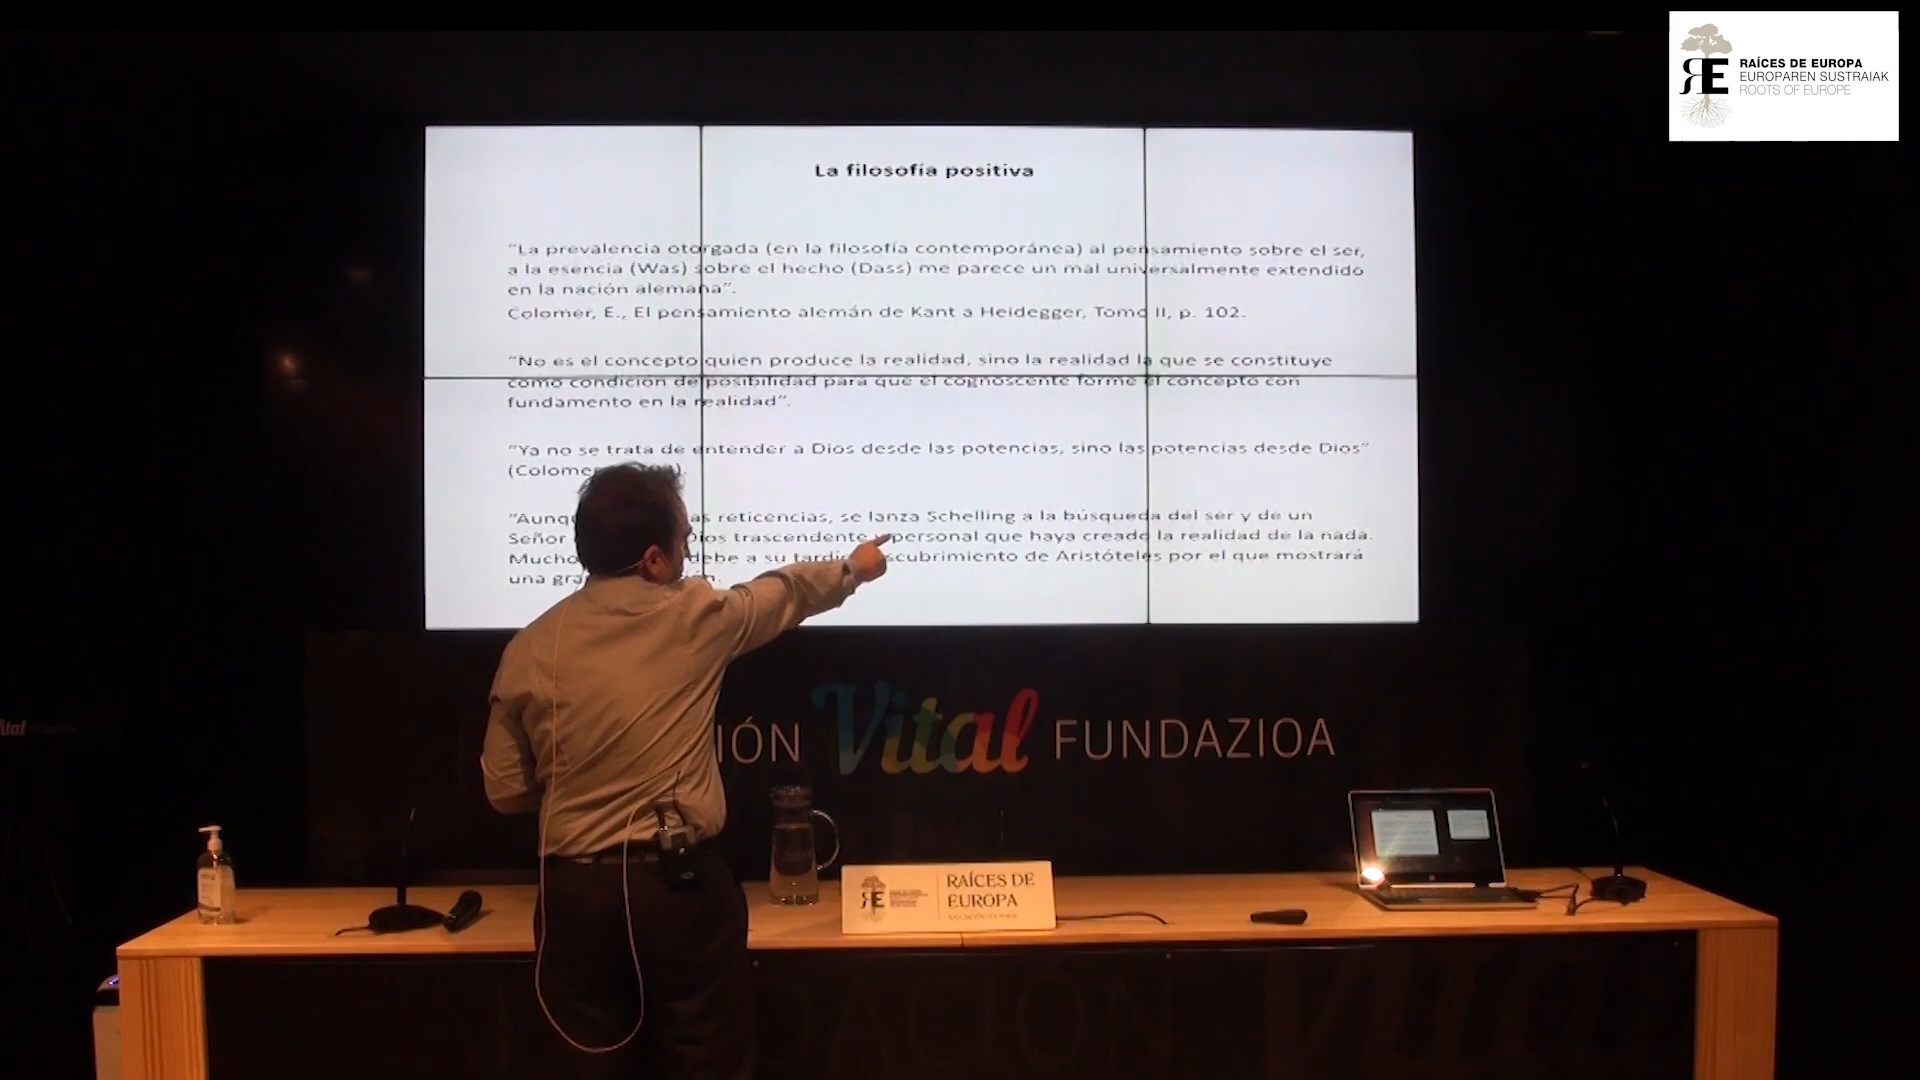 RAÍCES DE EUROPA
EUROPAREN SUSTRAIAK
ROOTS OF EUROPE
La filosofía positiva
“La prevalencia otorgada (en la filosofía contemporánea) al pensamiento sobre el ser,
a la esencia (Was) sobre el hecho (Dass) me parece un mal universalmente extendido
en la nación alemana”.
Colomer, E., El pensamiento alemán de Kant a Heidegger, Tomo II, p. 102.
“No es el concepto quien produce la realidad, sino la realidad la que se constituye
como condición de posibilidad para que el cognoscente forme el concepto con
fundamento en la realidad”.
“Ya no se trata de entender a Dios desde las potencias, sino las potencias desde Dios”
(Colome
“Aunq as reticencias, se lanza Schelling a la búsqueda del ser y de un
Señor Dios trascendente y personal que haya creado la realidad de la nada.
Mucho debe a su tardío descubrimiento de Aristóteles por el que mostrará
una gra n.
IÓN Vital FUNDAZIOA
RE
RAÍCES DE
EUROPA